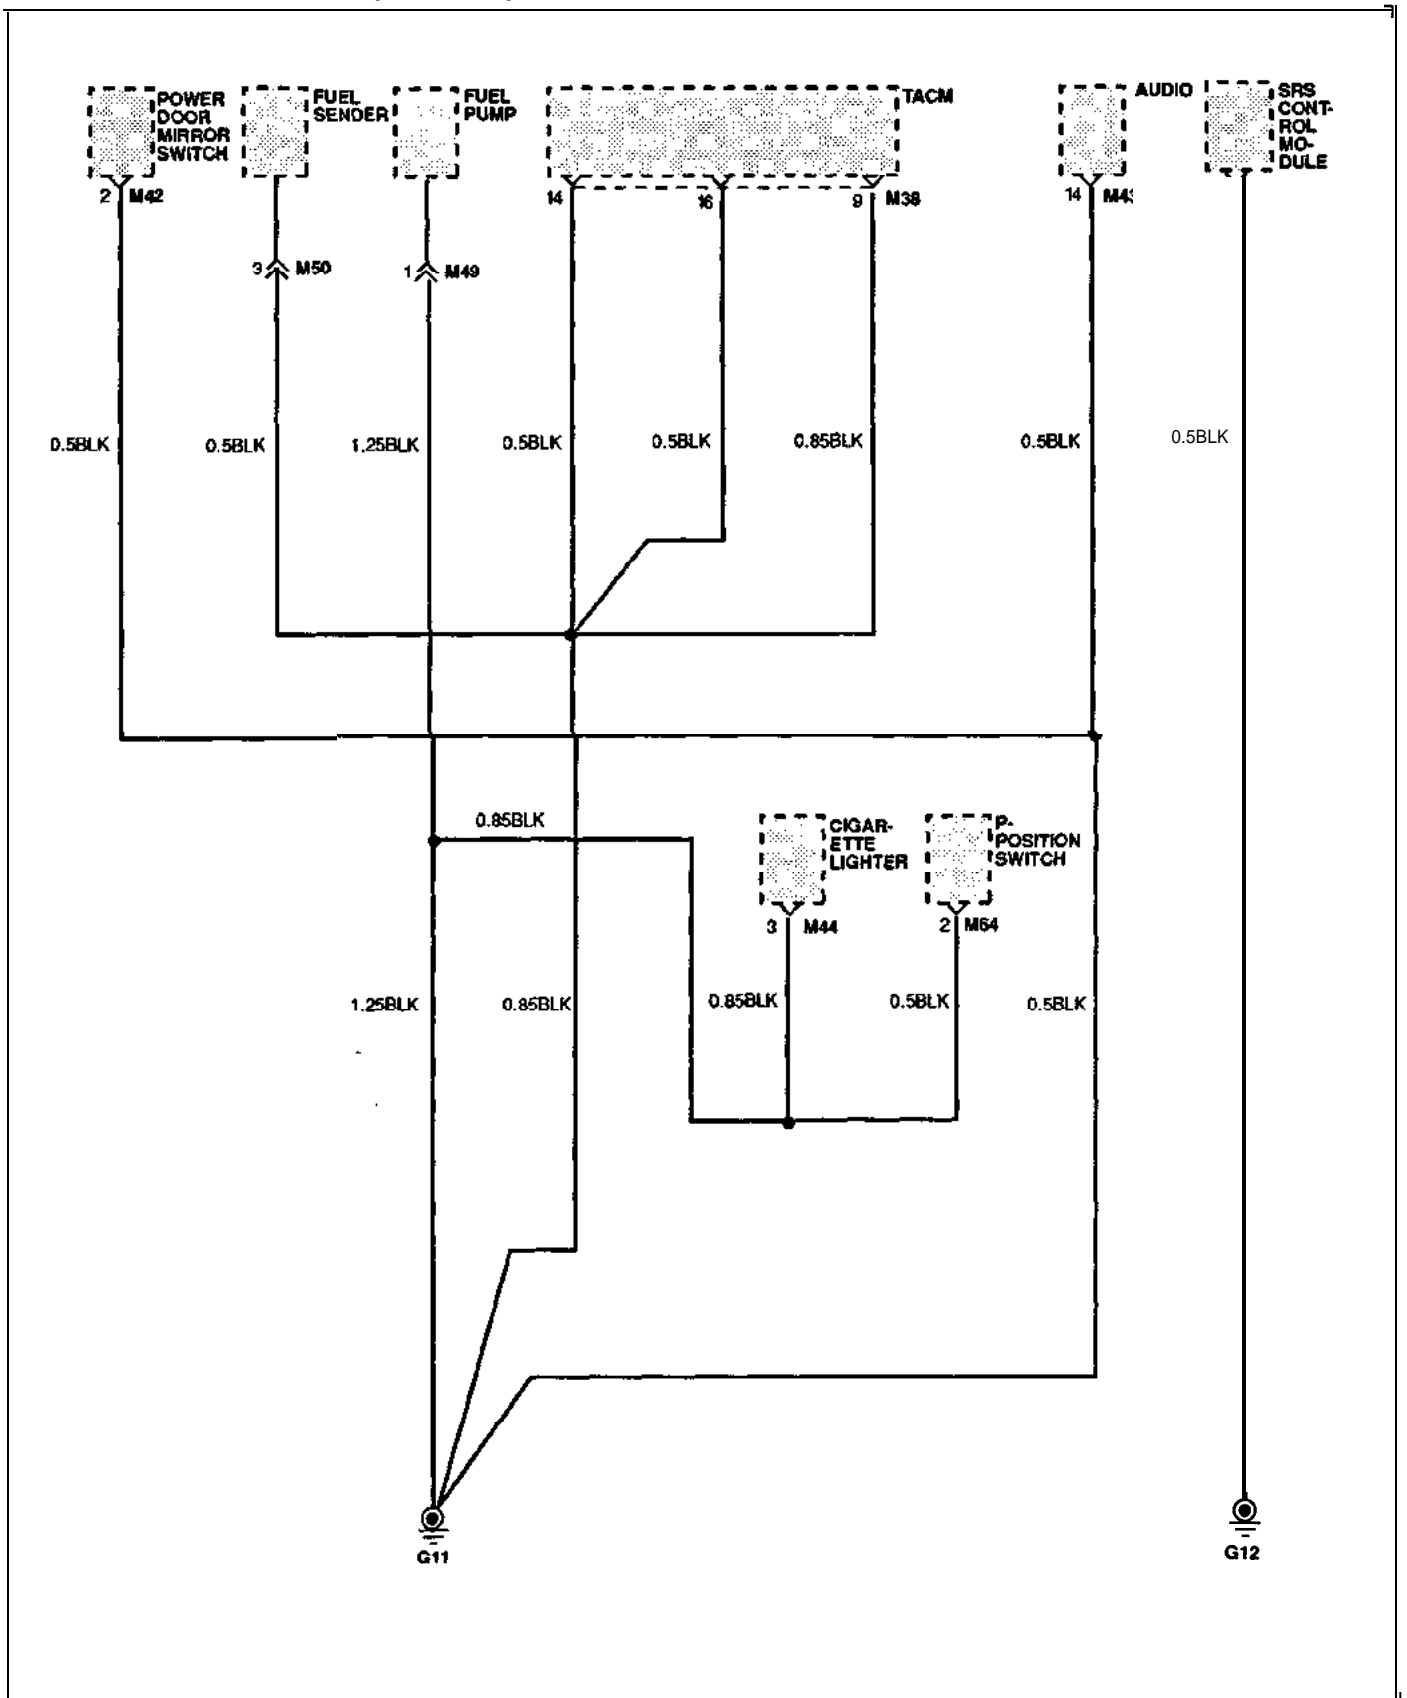 POWER
DOOR
MIRROR
SWITCH
FUEL
SENDER
FUEL
PUMP
TACM
AUDIO
SRS
CONT-
ROL
MO-
DULE
2 M42
14
16
9 M38
14
3 M50
1 M49
0.5BLK
0.5BLK
1.25BLK
0.5BLK
0.5BLK
0.85BLK
0.5BLK
0.5BLK
0.85BLK
CIGAR-
ETTE
LIGHTER
P-
POSITION
SWITCH
3 M44
2 M64
1.25BLK
0.85BLK
0.85BLK
0.5BLK
0.5BLK
G11
G12